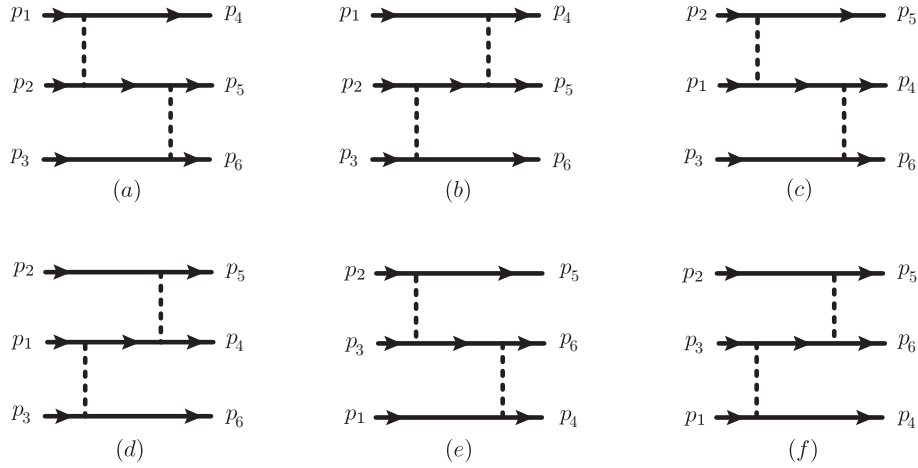 p₁ p₄ p₁ p₄ p₂ p₅
p₂ p₅ p₂ p₅ p₁ p₄
p₃ p₆ p₃ p₆ p₃ p₆
(a) (b) (c)
p₂ p₅ p₂ p₅ p₂ p₅
p₁ p₄ p₃ p₆ p₃ p₆
p₃ p₆ p₁ p₄ p₁ p₄
(d) (e) (f)